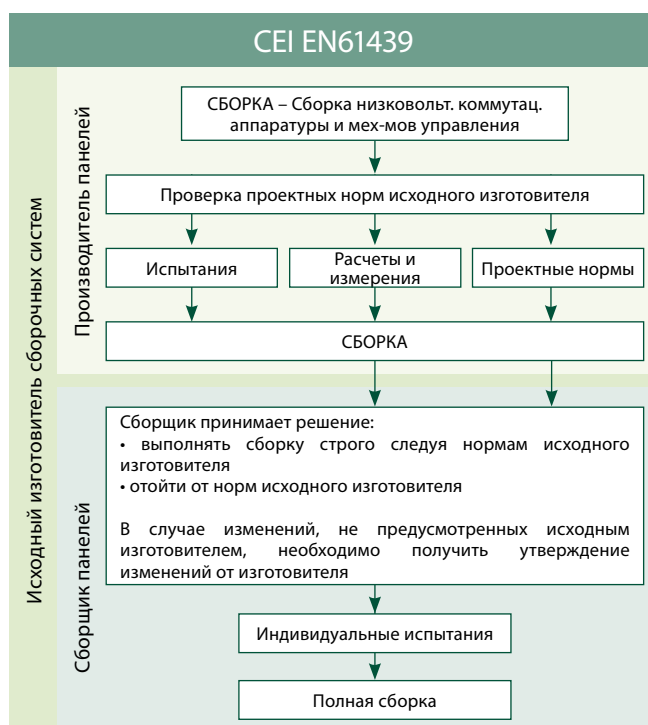 CEI EN61439
Исходный изготовитель сборочных систем
Производитель панелей
СБОРКА – Сборка низковольт. коммутац.
аппаратуры и мех-мов управления
Проверка проектных норм исходного изготовителя
Испытания
Расчеты и
измерения
Проектные нормы
СБОРКА
Сборщик панелей
Сборщик принимает решение:
• выполнять сборку строго следуя нормам исходного
изготовителя
• отойти от норм исходного изготовителя
В случае изменений, не предусмотренных исходным
изготовителем, необходимо получить утверждение
изменений от изготовителя
Индивидуальные испытания
Полная сборка